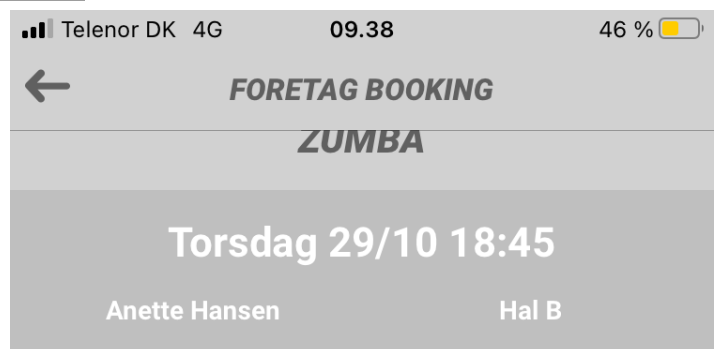 Telenor DK 4G 09.38 46 %
FORETAG BOOKING
ZUMBA
Torsdag 29/10 18:45
Anette Hansen Hal B